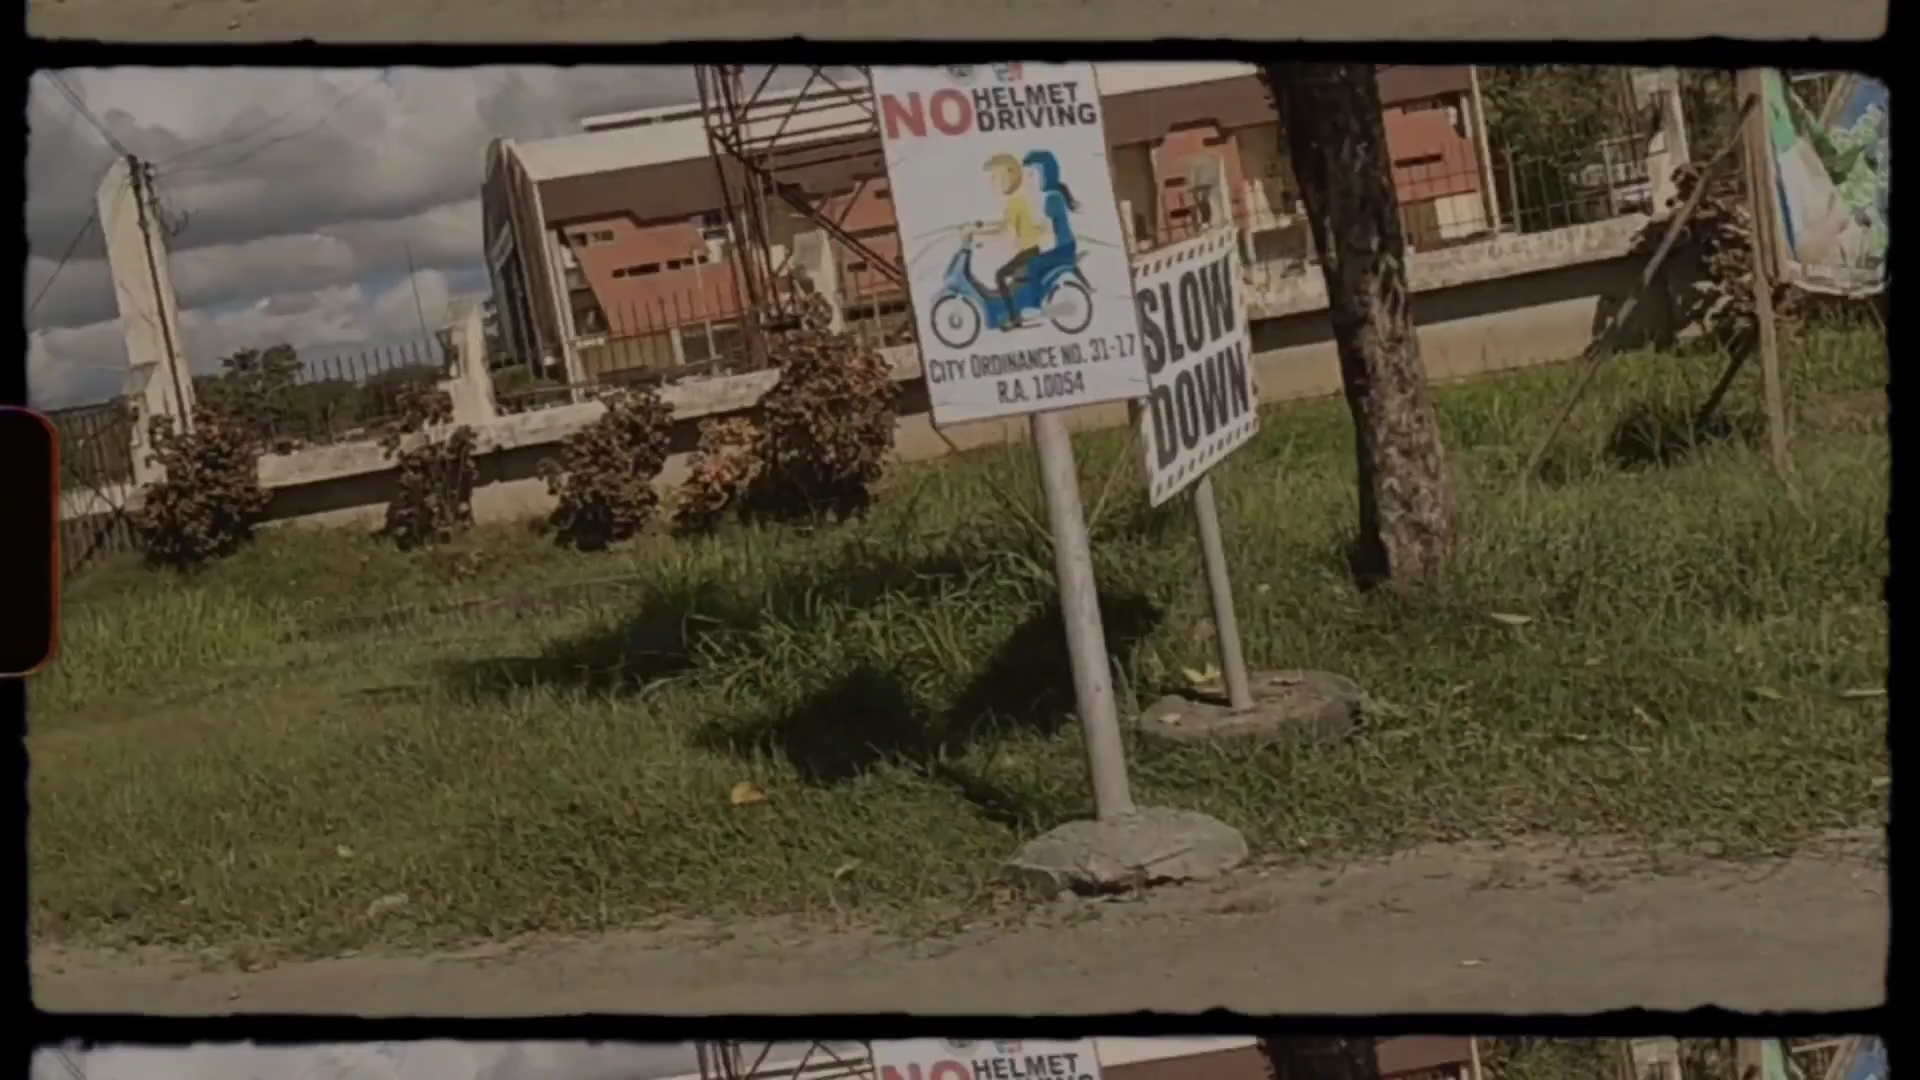 NO HELMET
DRIVING
CITY ORDINANCE NO. 31-17
R.A. 10054
SLOW
DOWN
NO HELMET